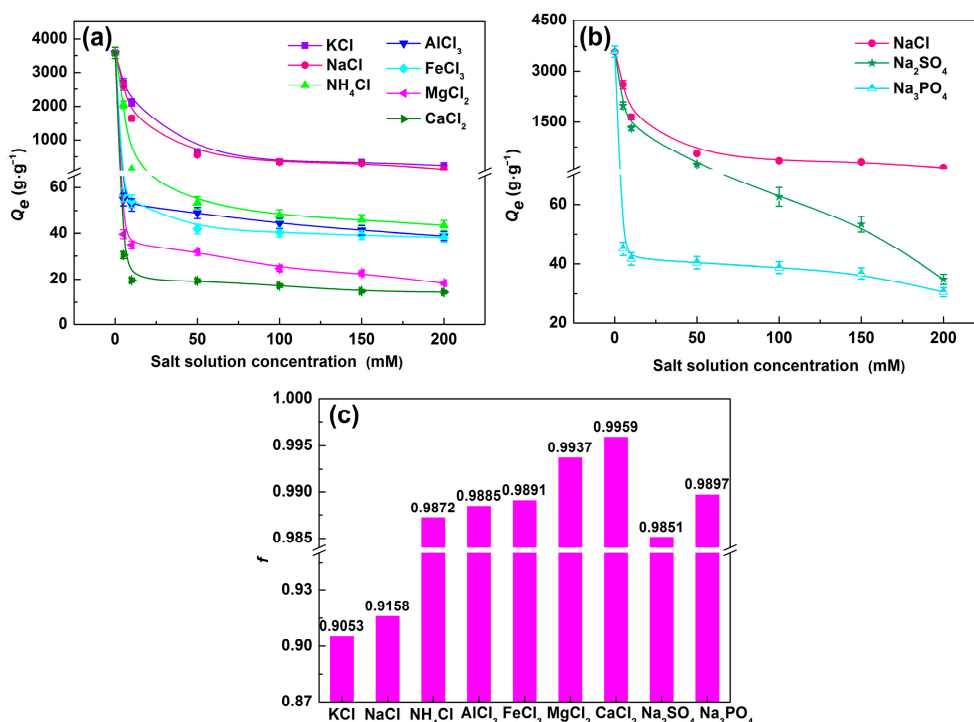 (a)
KCl
NaCl
NH₄Cl
AlCl₃
FeCl₃
MgCl₂
CaCl₂
Qe (g·g⁻¹)
4000
3000
2000
1000
0
60
40
20
0
0 50 100 150 200
Salt solution concentration (mM)
(b)
NaCl
Na₂SO₄
Na₃PO₄
Qe (g·g⁻¹)
4500
3000
1500
0
80
60
40
20
0 50 100 150 200
Salt solution concentration (mM)
(c)
f
1.000
0.995
0.990
0.985
0.93
0.90
0.87
0.9053
0.9158
0.9872
0.9885
0.9891
0.9937
0.9959
0.9851
0.9897
KCl NaCl NH₄Cl AlCl₃ FeCl₃ MgCl₂ CaCl₂ Na₂SO₄ Na₃PO₄